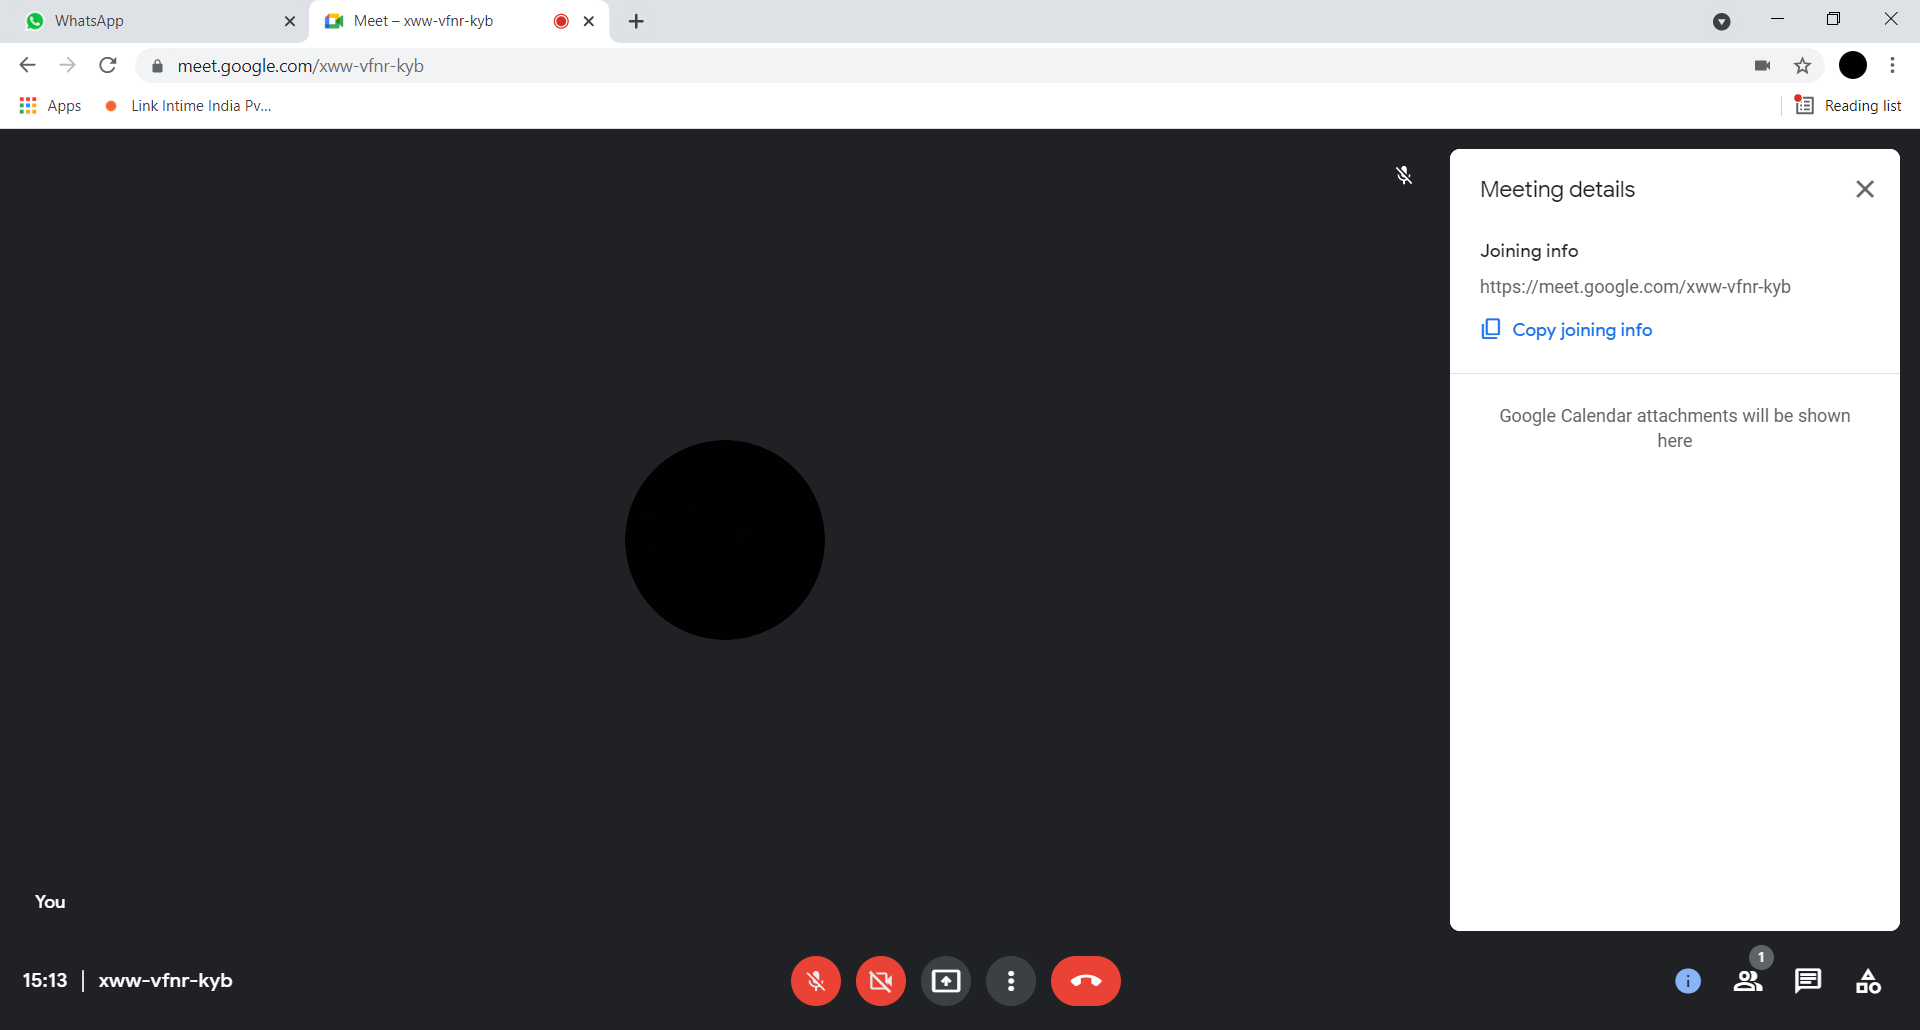 WhatsApp
Meet – xww-vfnr-kyb
meet.google.com/xww-vfnr-kyb
Apps
Link Intime India Pv...
Reading list
Meeting details
Joining info
https://meet.google.com/xww-vfnr-kyb
Copy joining info
Google Calendar attachments will be shown
here
You
15:13 | xww-vfnr-kyb
1